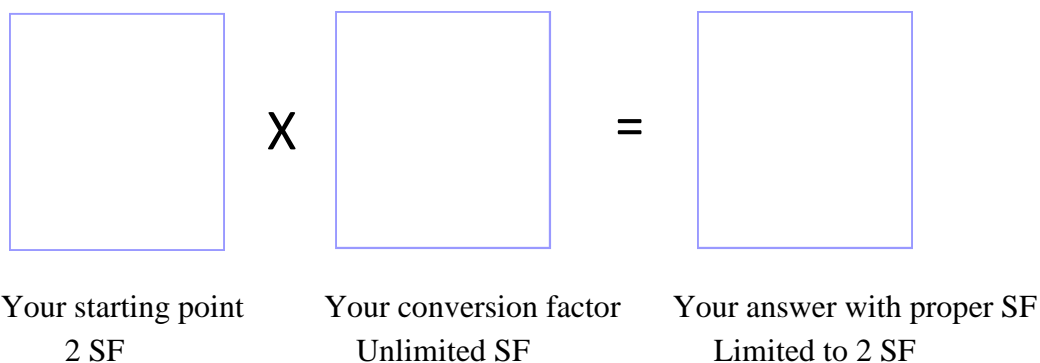 X =
Your starting point Your conversion factor Your answer with proper SF
2 SF Unlimited SF Limited to 2 SF